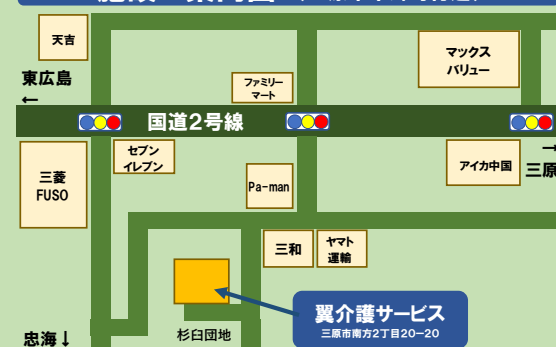 天吉
マックス
バリュー
東広島
←
ファミリー
マート
国道2号線
セブン
イレブン
→
三原
三菱
FUSO
アイカ中国
Pa-man
三和
ヤマト
運輸
翼介護サービス
三原市南方2丁目20-20
杉臼団地
忠海↓